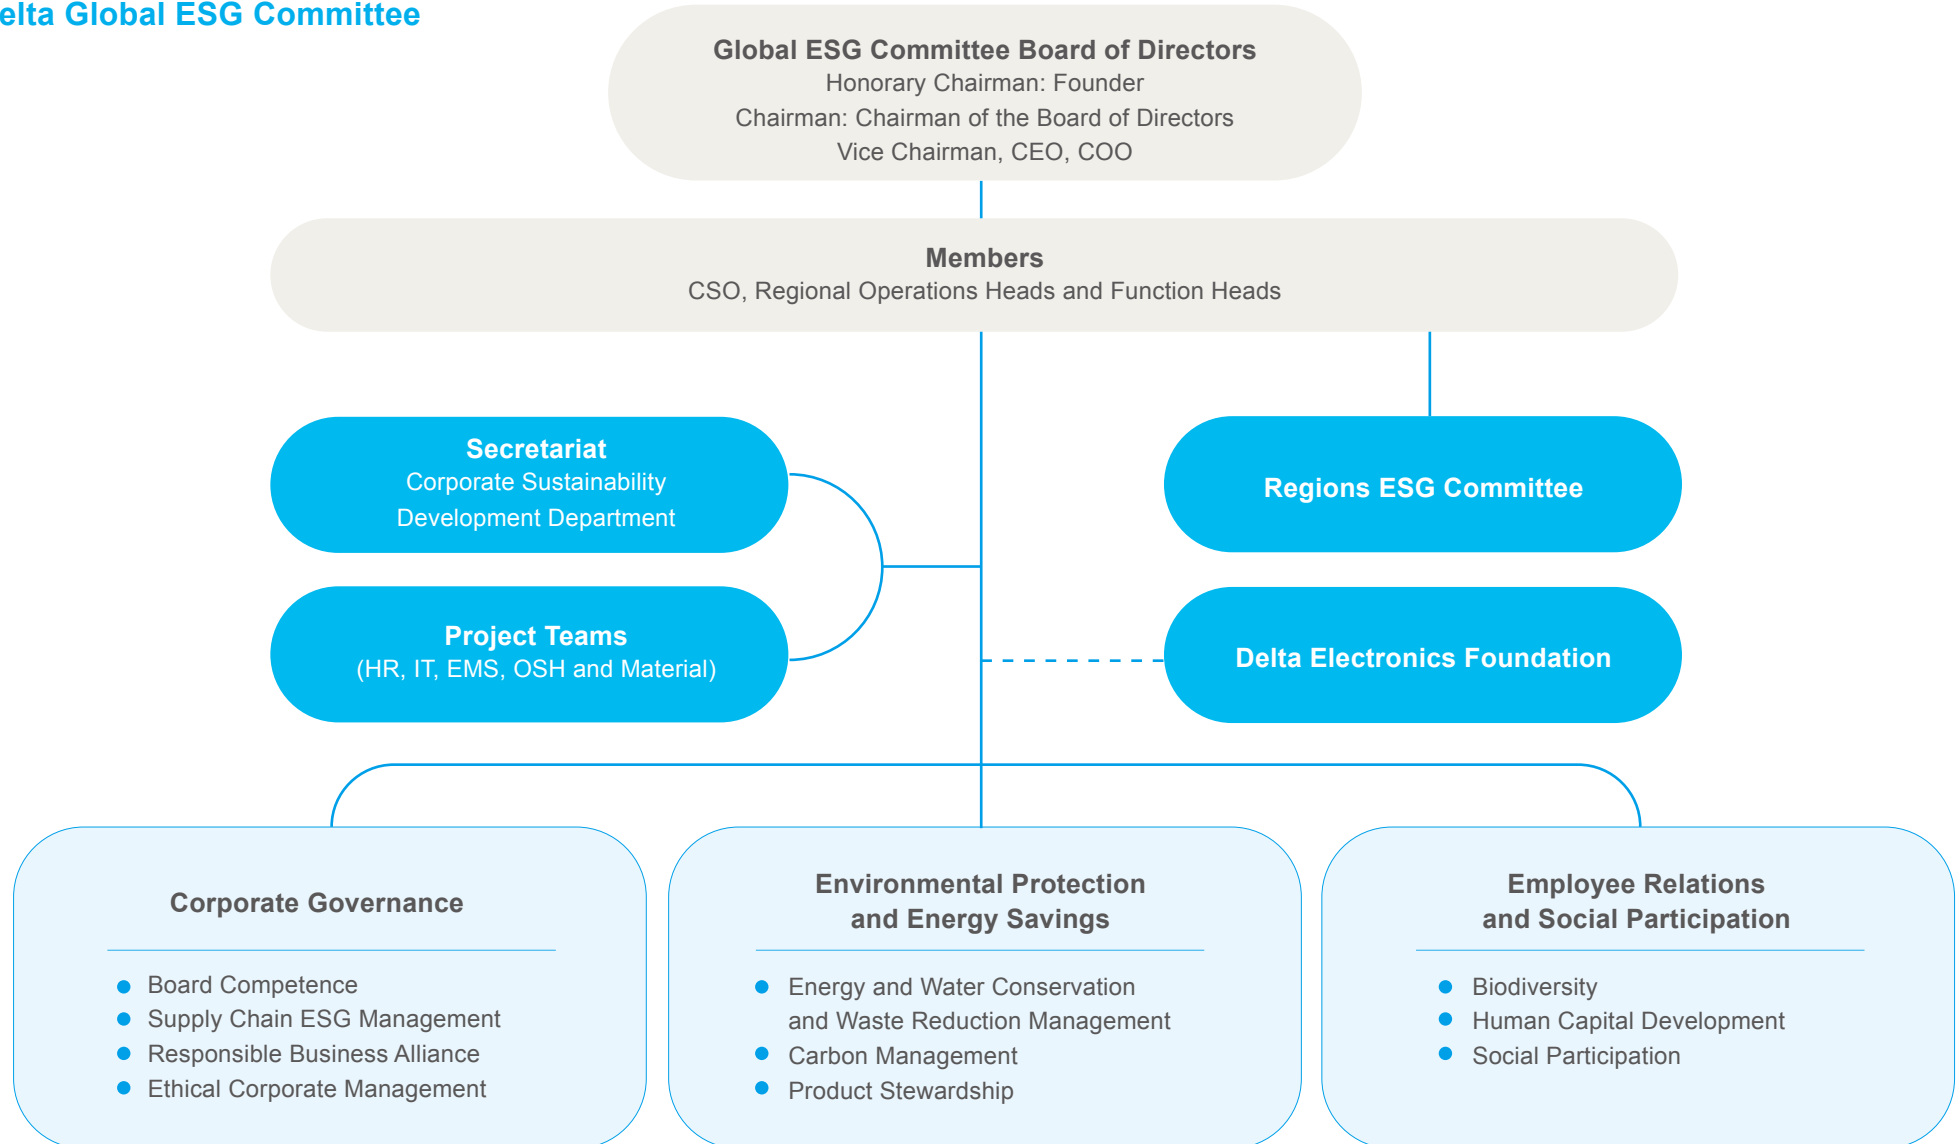 elta Global ESG Committee
Global ESG Committee Board of Directors
Honorary Chairman: Founder
Chairman: Chairman of the Board of Directors
Vice Chairman, CEO, COO
Members
CSO, Regional Operations Heads and Function Heads
Secretariat
Corporate Sustainability
Development Department
Regions ESG Committee
Project Teams
(HR, IT, EMS, OSH and Material)
Delta Electronics Foundation
Corporate Governance
Board Competence
Supply Chain ESG Management
Responsible Business Alliance
Ethical Corporate Management
Environmental Protection
and Energy Savings
Energy and Water Conservation
and Waste Reduction Management
Carbon Management
Product Stewardship
Employee Relations
and Social Participation
Biodiversity
Human Capital Development
Social Participation